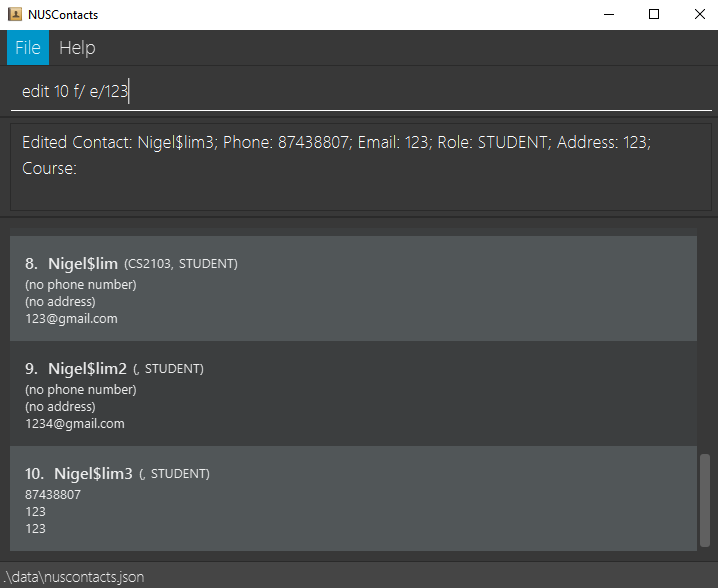 NUSContacts
File Help
edit 10 f/ e/123
Edited Contact: Nigel$lim3; Phone: 87438807; Email: 123; Role: STUDENT; Address: 123;
Course:
8. Nigel$lim (CS2103, STUDENT)
(no phone number)
(no address)
123@gmail.com
9. Nigel$lim2 (, STUDENT)
(no phone number)
(no address)
1234@gmail.com
10. Nigel$lim3 (, STUDENT)
87438807
123
123
.\data\nuscontacts.json